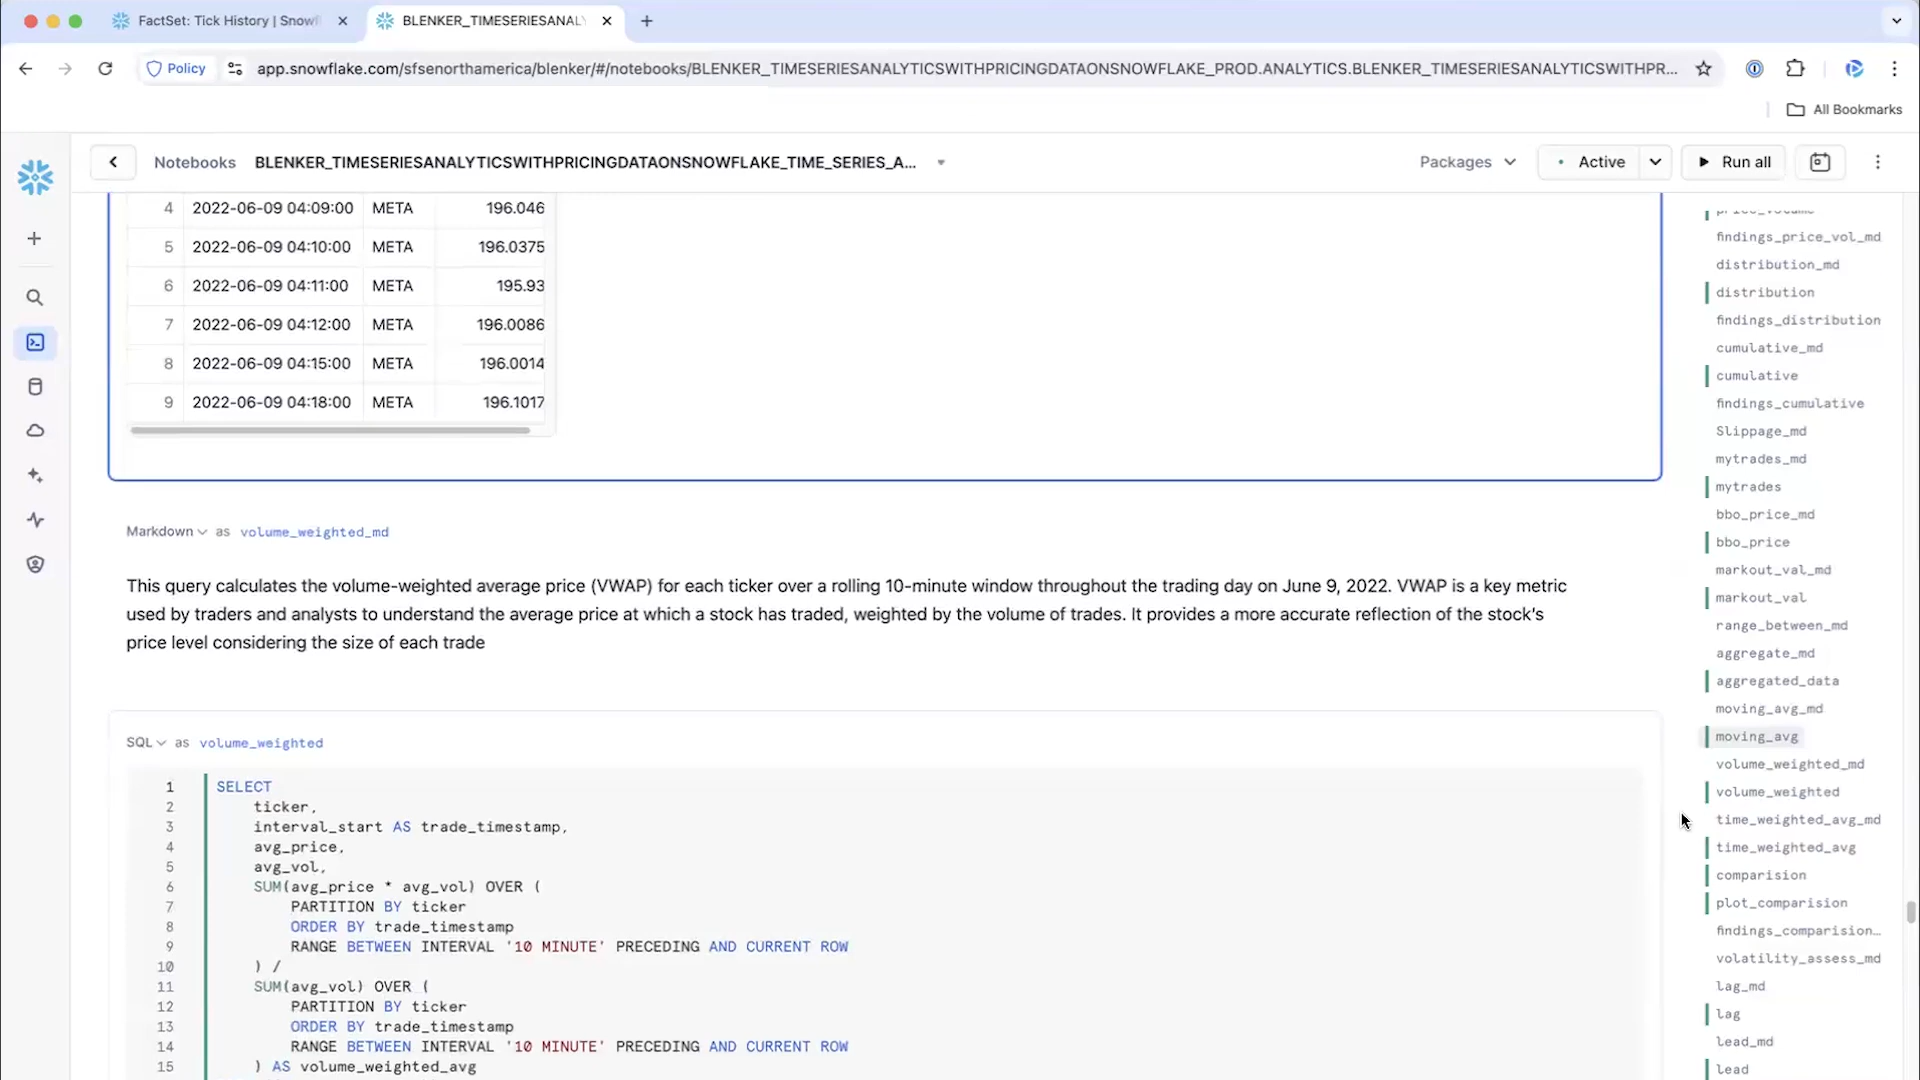 FactSet: Tick History | Snowfl
BLENKER_TIMESERIESANAL
Policy
app.snowflake.com/sfsenorthamerica/blenker/#/notebooks/BLENKER_TIMESERIESANALYTICSWITHPRICINGDATAONSNOWFLAKE_PROD.ANALYTICS.BLENKER_TIMESERIESANALYTICSWITHPR...
All Bookmarks
Notebooks BLENKER_TIMESERIESANALYTICSWITHPRICINGDATAONSNOWFLAKE_TIME_SERIES_A...
Packages Active Run all
4 2022-06-09 04:09:00 META 196.046
5 2022-06-09 04:10:00 META 196.0375
6 2022-06-09 04:11:00 META 195.93
7 2022-06-09 04:12:00 META 196.0086
8 2022-06-09 04:15:00 META 196.0014
9 2022-06-09 04:18:00 META 196.1017
Markdown as volume_weighted_md
This query calculates the volume-weighted average price (VWAP) for each ticker over a rolling 10-minute window throughout the trading day on June 9, 2022. VWAP is a key metric
used by traders and analysts to understand the average price at which a stock has traded, weighted by the volume of trades. It provides a more accurate reflection of the stock's
price level considering the size of each trade
SQL as volume_weighted
1 SELECT
2 ticker,
3 interval_start AS trade_timestamp,
4 avg_price,
5 avg_vol,
6 SUM(avg_price * avg_vol) OVER (
7 PARTITION BY ticker
8 ORDER BY trade_timestamp
9 RANGE BETWEEN INTERVAL '10 MINUTE' PRECEDING AND CURRENT ROW
10 ) /
11 SUM(avg_vol) OVER (
12 PARTITION BY ticker
13 ORDER BY trade_timestamp
14 RANGE BETWEEN INTERVAL '10 MINUTE' PRECEDING AND CURRENT ROW
15 ) AS volume_weighted_avg
price_volume
findings_price_vol_md
distribution_md
distribution
findings_distribution
cumulative_md
cumulative
findings_cumulative
Slippage_md
mytrades_md
mytrades
bbo_price_md
bbo_price
markout_val_md
markout_val
range_between_md
aggregate_md
aggregated_data
moving_avg_md
moving_avg
volume_weighted_md
volume_weighted
time_weighted_avg_md
time_weighted_avg
comparision
plot_comparision
findings_comparision...
volatility_assess_md
lag_md
lag
lead_md
lead